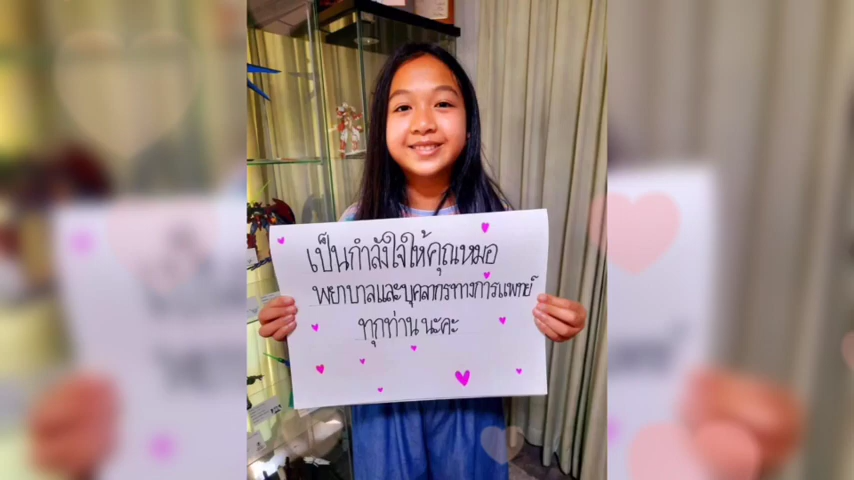 เป็นกำลังใจให้คุณหมอ
พยาบาลและบุคลากรทางการแพทย์
ทุกท่าน นะคะ